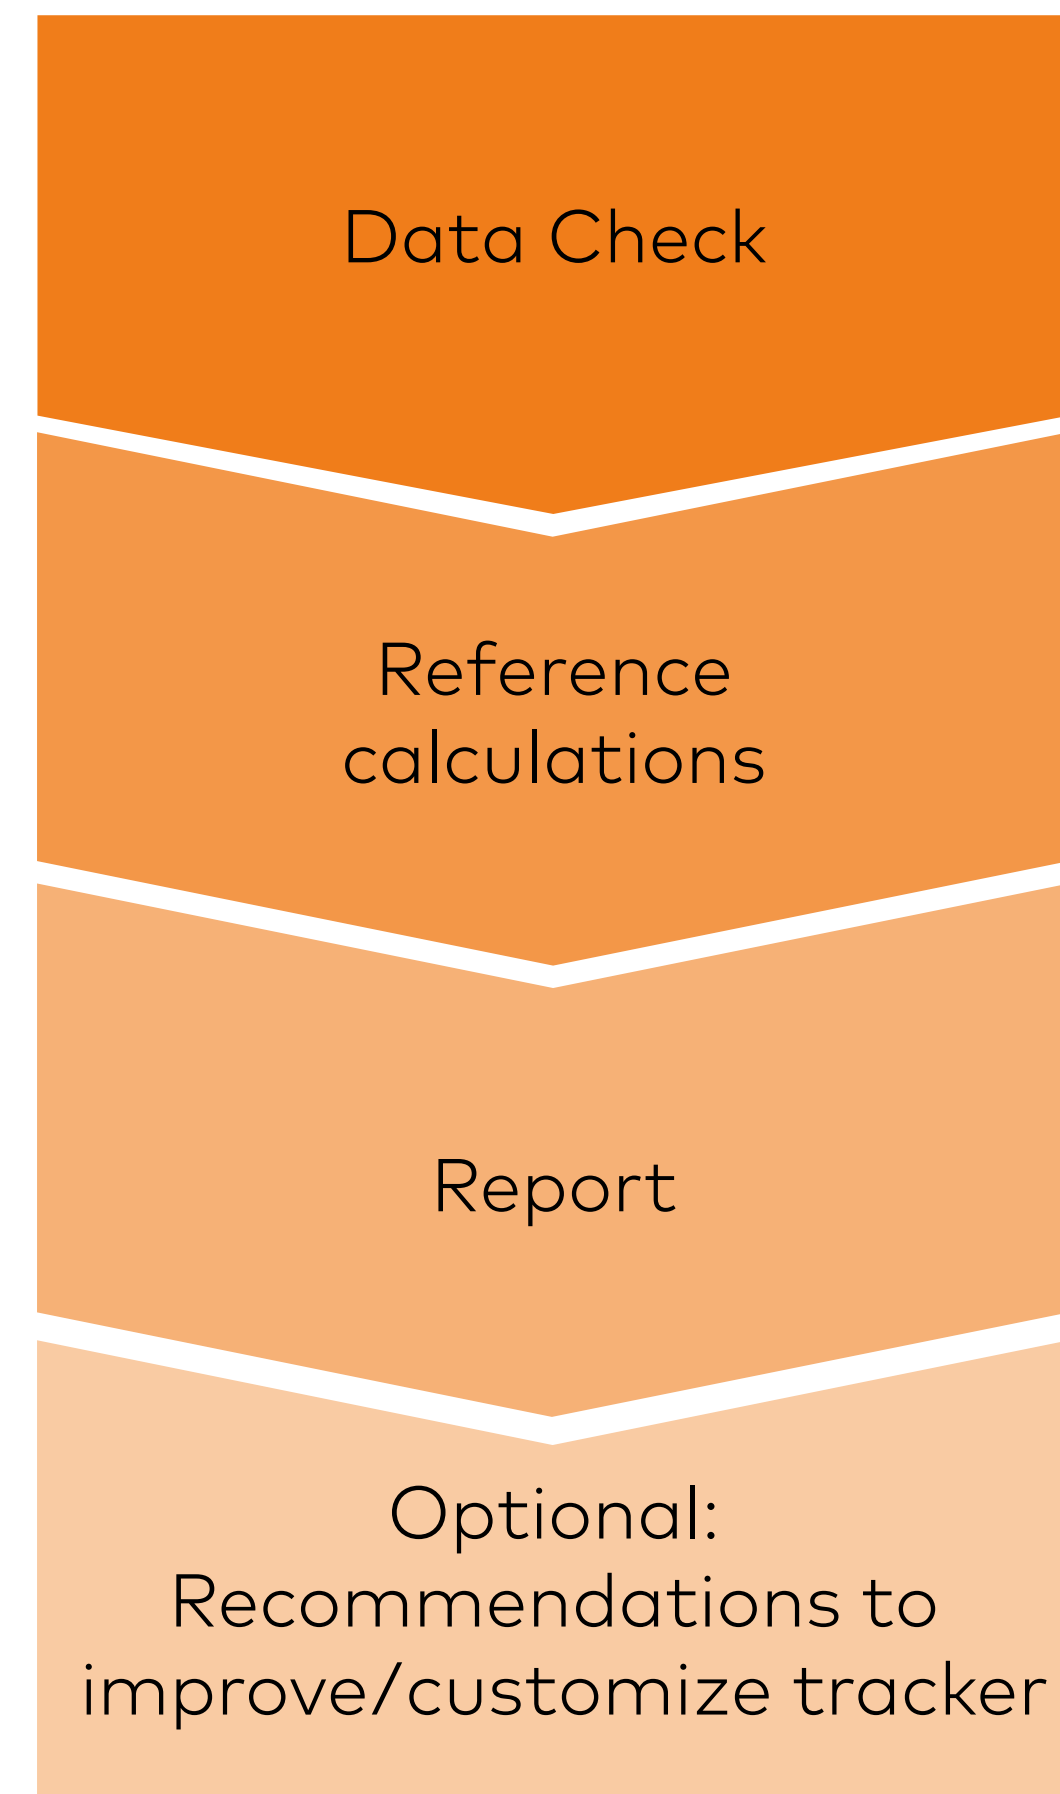 Data Check
Reference
calculations
Report
Optional:
Recommendations to
improve/customize tracker